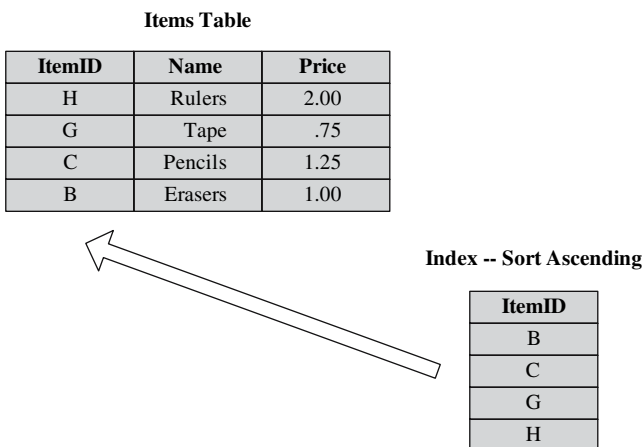 Items Table
ItemID Name Price
H Rulers 2.00
G Tape .75
C Pencils 1.25
B Erasers 1.00
Index -- Sort Ascending
ItemID
B
C
G
H